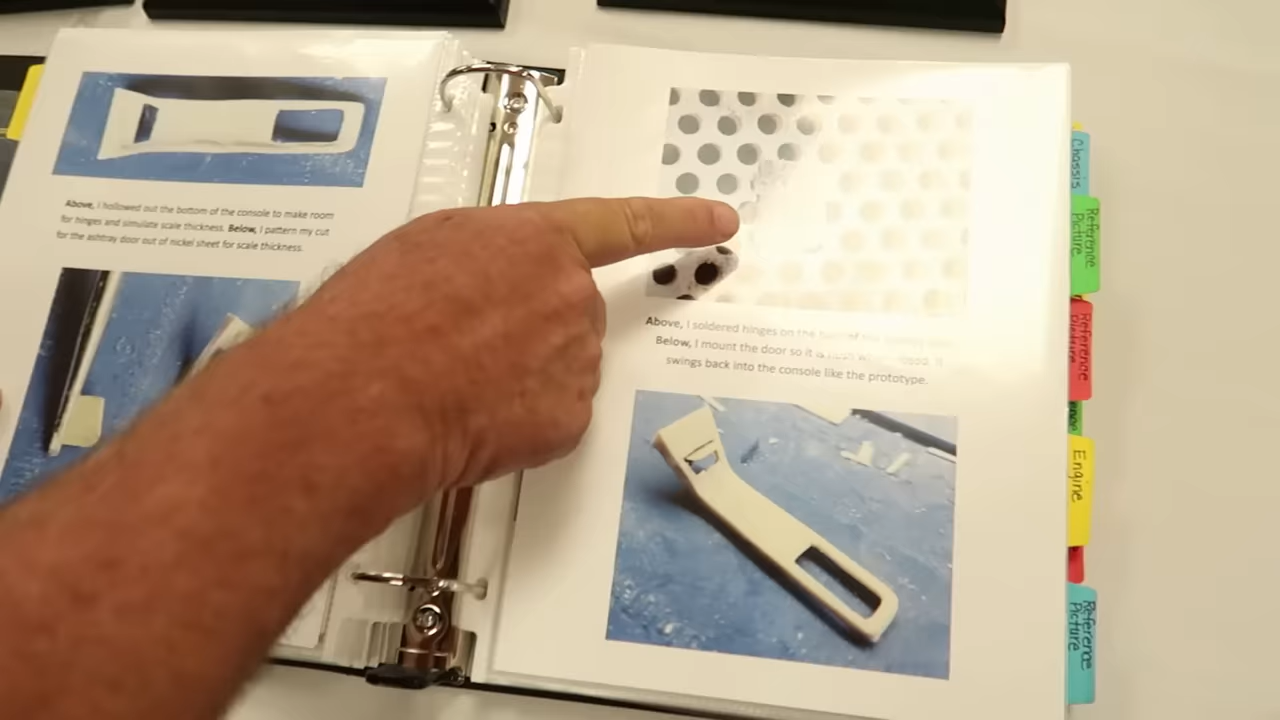 Above, I hollowed out the bottom of the console to make room
for hinges and simulate scale thickness. Below, I pattern my cut
for the ashtray door out of nickel sheet for scale thickness.
Above, I soldered hinges on the
Below, I mount the door so it is
swings back into the console like the prototype.
Chassis
Reference
Picture
Reference
Picture
Engine
Reference
Picture